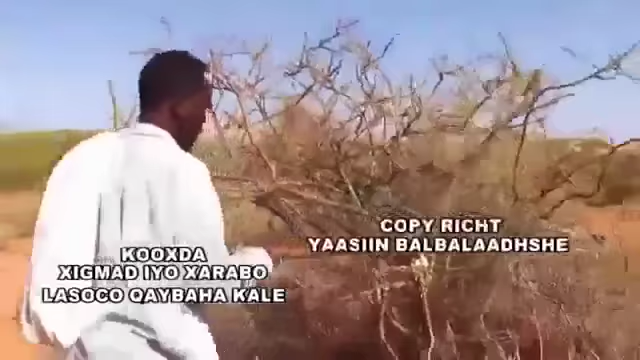 KOOXDA
XIGMAD IYO XARABO
LASOCO QAYBAHA KALE
COPY RICHT
YAASIIN BALBALAADHSHE